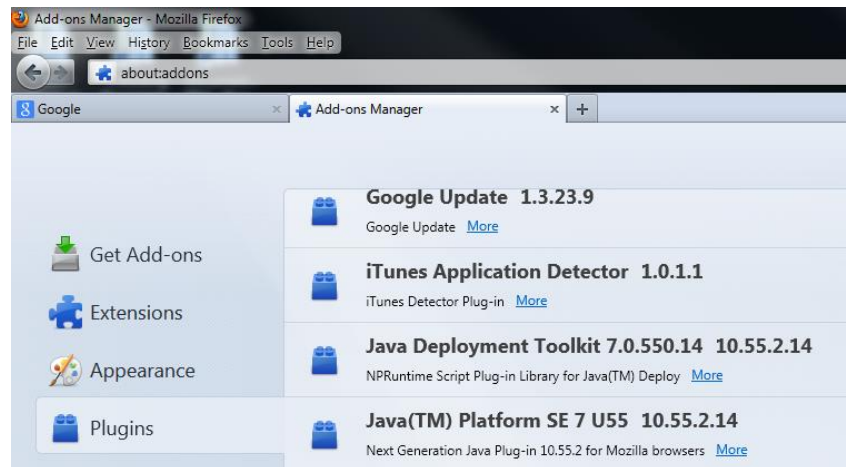 Add-ons Manager - Mozilla Firefox
File Edit View History Bookmarks Tools Help
about:addons
Google
Add-ons Manager
Get Add-ons
Extensions
Appearance
Plugins
Google Update 1.3.23.9
Google Update More
iTunes Application Detector 1.0.1.1
iTunes Detector Plug-in More
Java Deployment Toolkit 7.0.550.14 10.55.2.14
NPRuntime Script Plug-in Library for Java(TM) Deploy More
Java(TM) Platform SE 7 U55 10.55.2.14
Next Generation Java Plug-in 10.55.2 for Mozilla browsers More